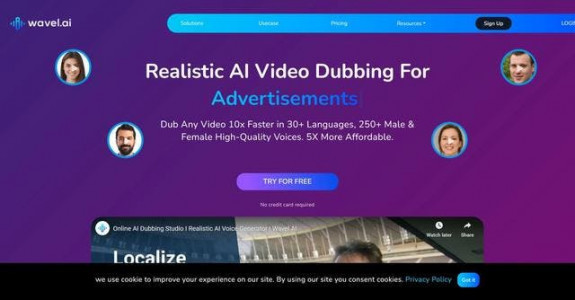 wavel.ai
Solutions
Usecase
Pricing
Resources
Sign Up
LOGI
Realistic AI Video Dubbing For
Advertisements
Dub Any Video 10x Faster in 30+ Languages, 250+ Male &
Female High-Quality Voices. 5X More Affordable.
TRY FOR FREE
No credit card required
Online AI Dubbing Studio I Realistic AI Voice Generator I Wavel AI
Watch later
Share
Localize
we use cookie to improve your experience on our site. By using our site you consent cookies. Privacy Policy
Got it